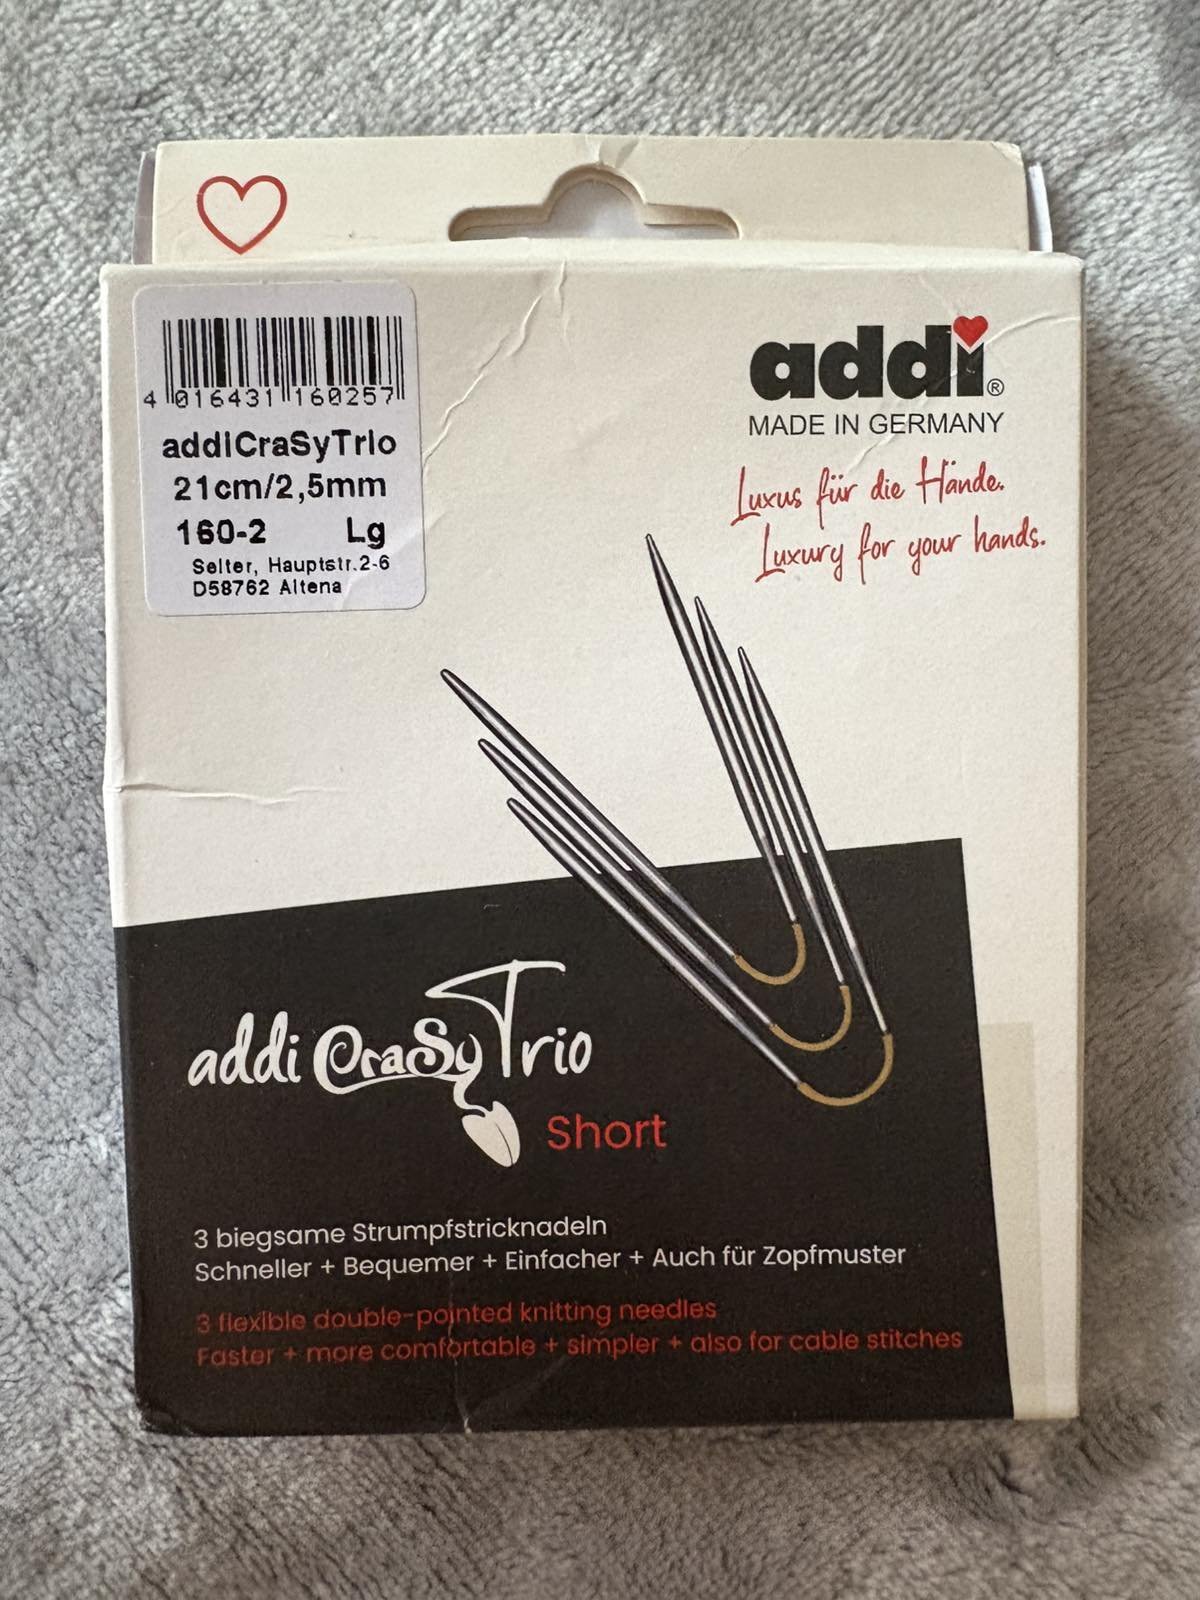 4 016431 160257
addiCraSyTrio
21cm/2,5mm
160-2 Lg
Selter, Hauptstr.2-6
D58762 Altena
addi®
MADE IN GERMANY
Luxus für die Hände.
Luxury for your hands.
addi CraSyTrio
Short
3 biegsame Strumpfstricknadeln
Schneller + Bequemer + Einfacher + Auch für Zopfmuster
3 flexible double-pointed knitting needles
Faster + more comfortable + simpler + also for cable stitches